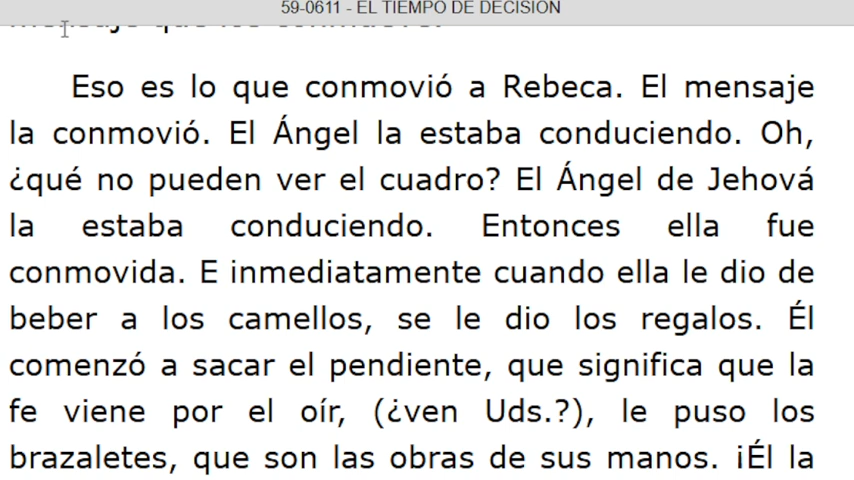 59-0611 - EL TIEMPO DE DECISIÓN
Eso es lo que conmovió a Rebeca. El mensaje
la conmovió. El Ángel la estaba conduciendo. Oh,
¿qué no pueden ver el cuadro? El Ángel de Jehová
la estaba conduciendo. Entonces ella fue
conmovida. E inmediatamente cuando ella le dio de
beber a los camellos, se le dio los regalos. Él
comenzó a sacar el pendiente, que significa que la
fe viene por el oír, (¿ven Uds.?), le puso los
brazaletes, que son las obras de sus manos. ¡Él la